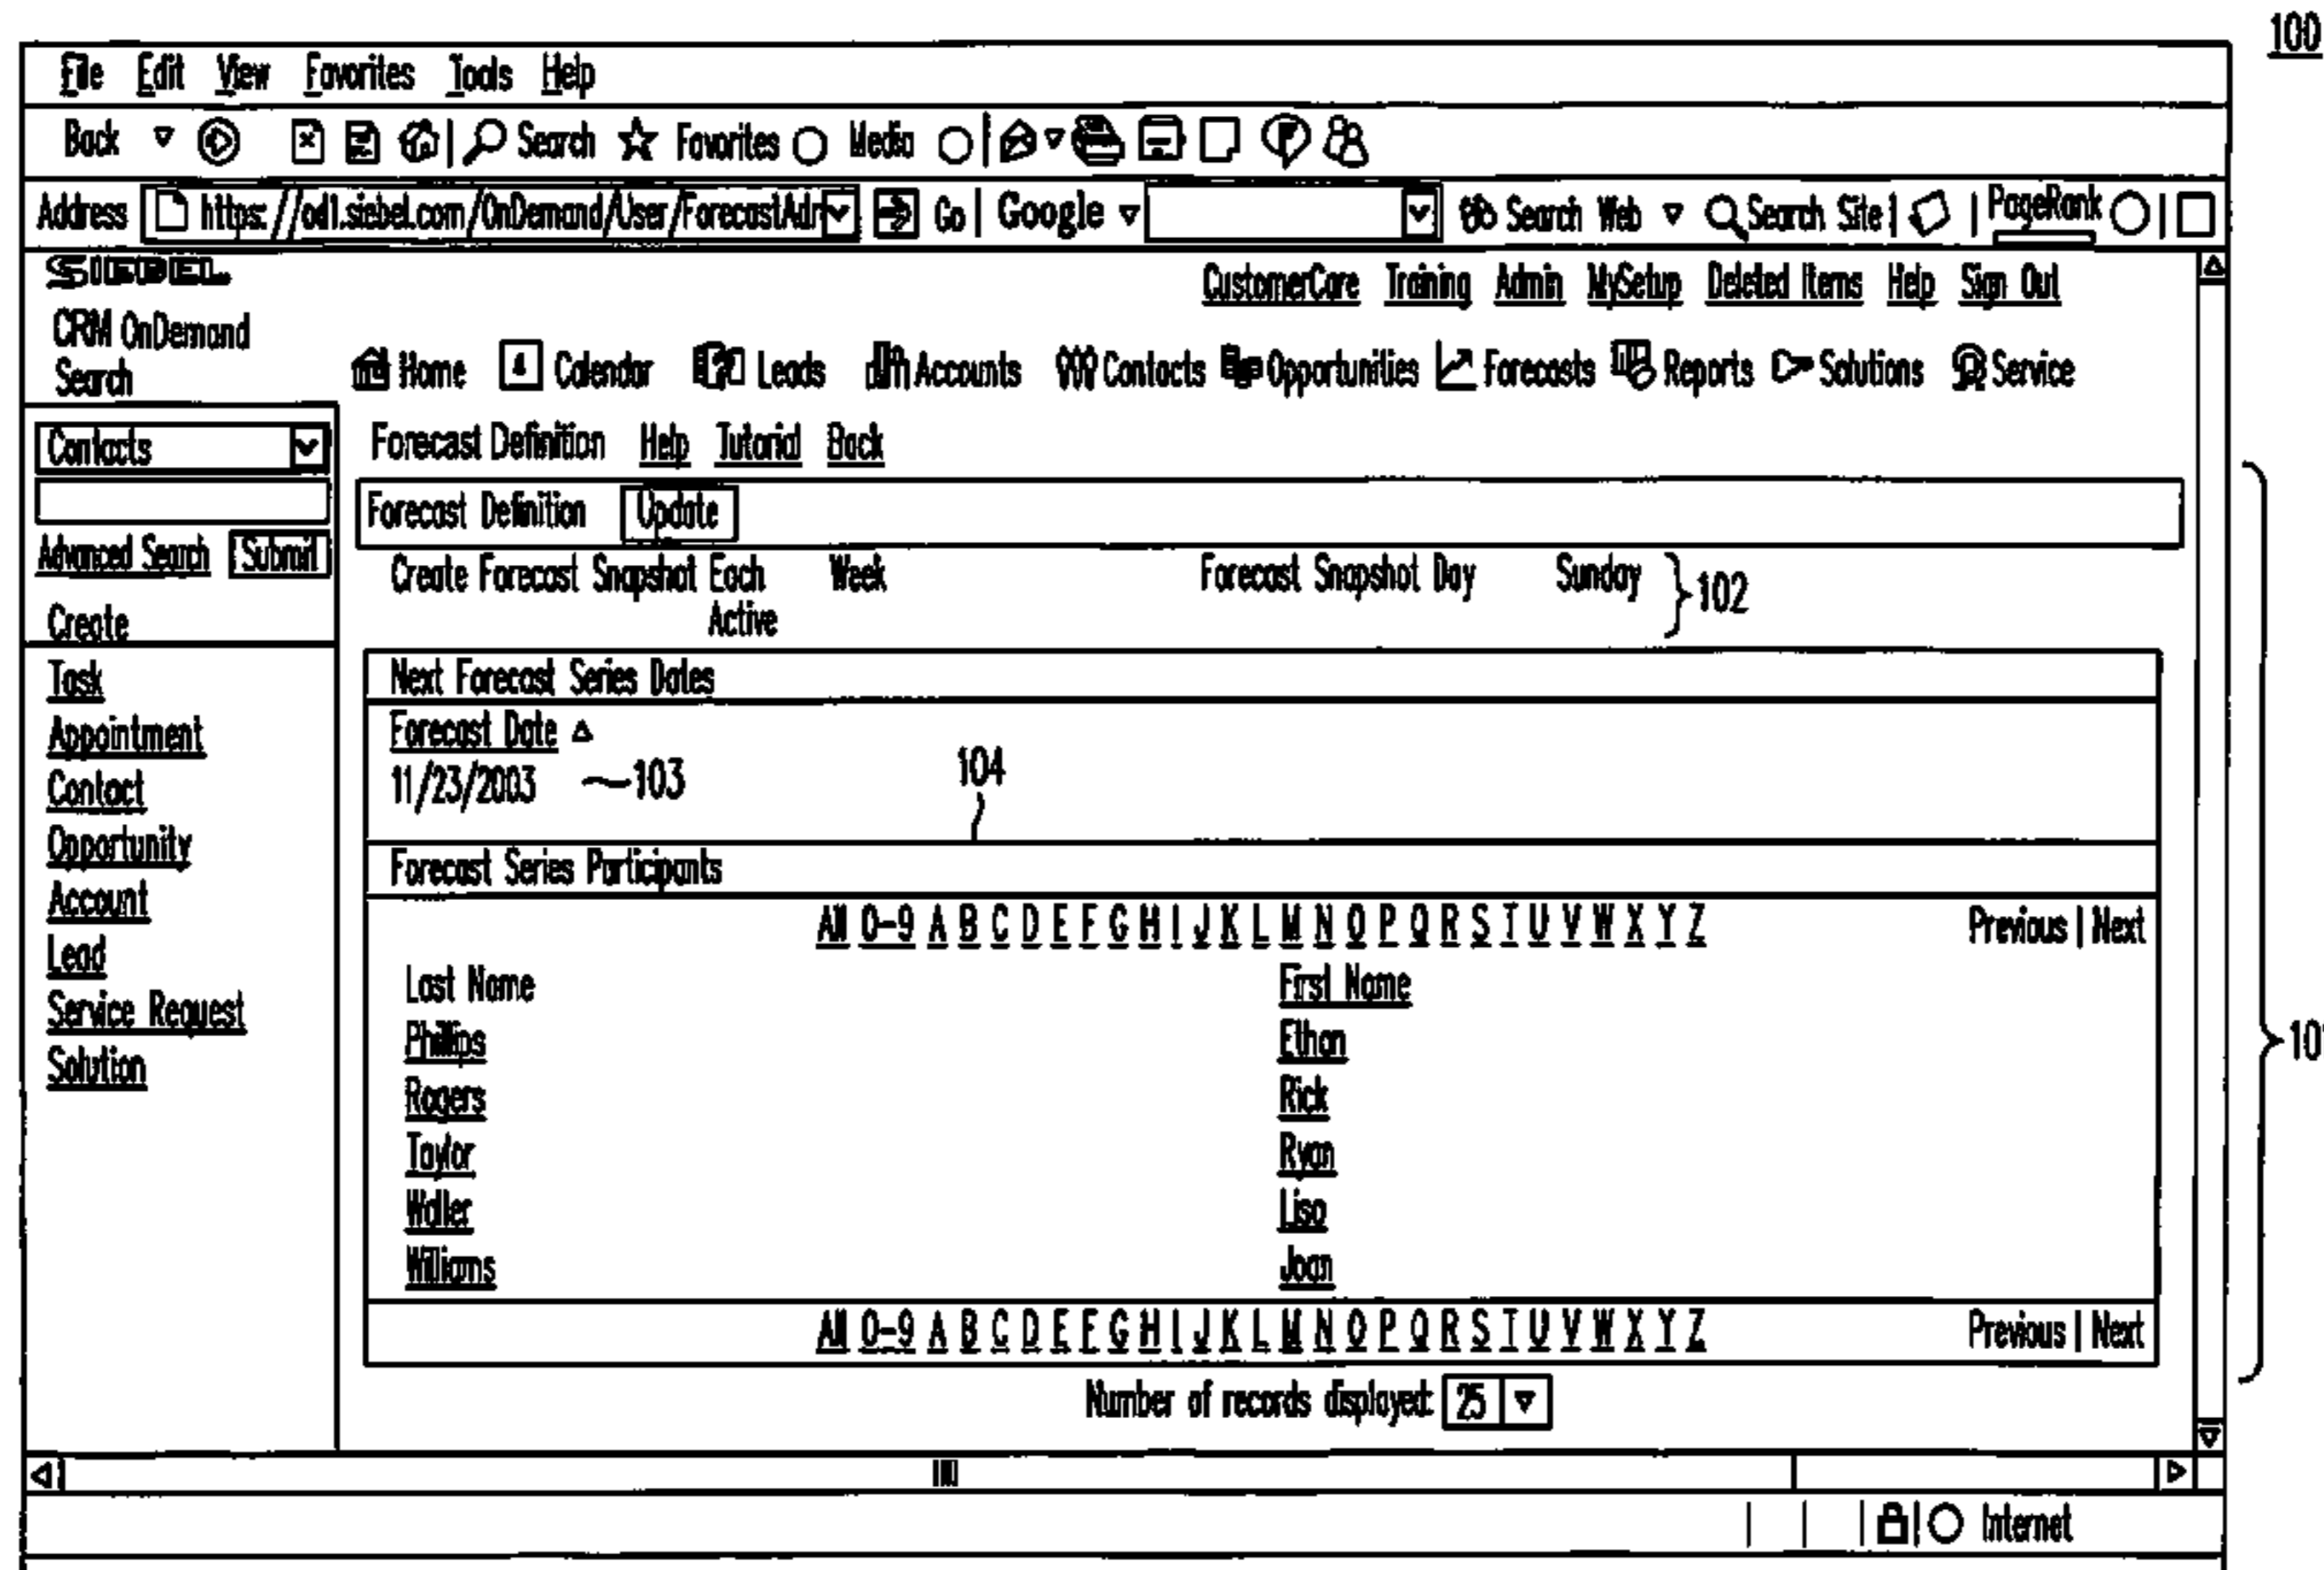 100
File Edit View Favorites Tools Help
Back Search Favorites Media
Address https://od1.siebel.com/OnDemand/User/ForecastAdr Go | Google Search Web Search Site | PageRank
SIEBEL.
CustomerCare Training Admin MySetup Deleted Items Help Sign Out
CRM OnDemand
Search
Home 4 Calendar Leads Accounts Contacts Opportunities Forecasts Reports Solutions Service
Contacts
Forecast Definition Help Tutorial Back
Forecast Definition Update
Advanced Search Submit
Create Forecast Snapshot Each Week Forecast Snapshot Day Sunday 102
Active
Create
Task
Appointment
Contact
Opportunity
Account
Lead
Service Request
Solution
Next Forecast Series Dates
Forecast Date
11/23/2003 103
104
Forecast Series Participants
All 0-9 A B C D E F G H I J K L M N O P Q R S T U V W X Y Z Previous | Next
Last Name First Name
Phillips Ethan
10
Rogers Rick
Taylor Ryan
Waller Lisa
Williams Joan
All 0-9 A B C D E F G H I J K L M N O P Q R S T U V W X Y Z Previous | Next
Number of records displayed: 25
Internet